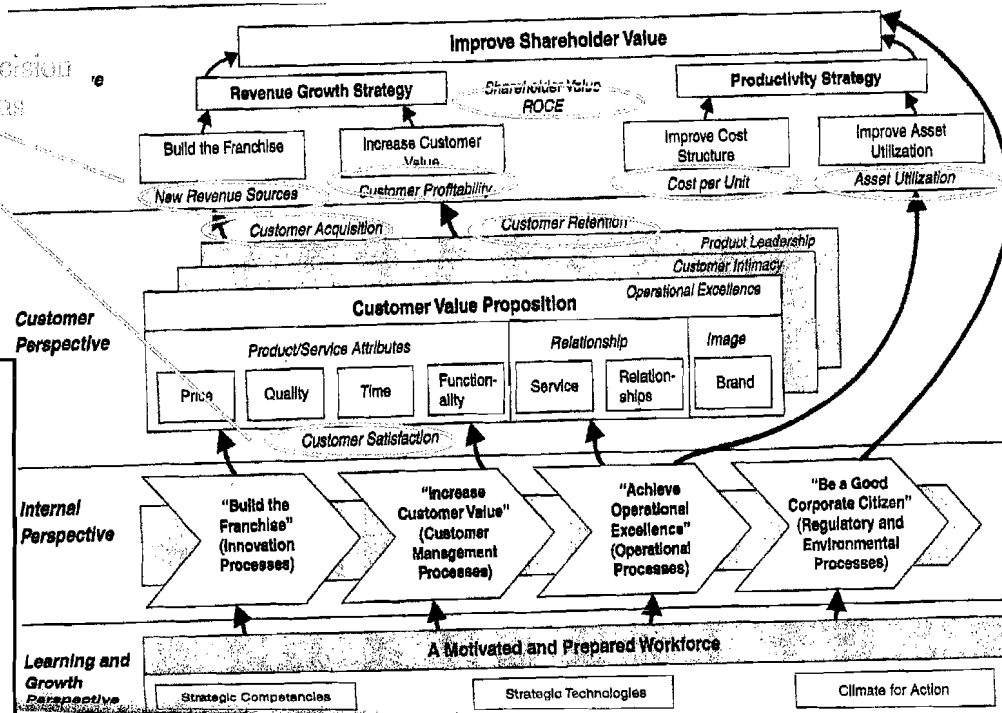 Improve Shareholder Value
cision
e
ns
Revenue Growth Strategy
Shareholder Value
ROCE
Productivity Strategy
Build the Franchise
Increase Customer
Value
Improve Cost
Structure
Improve Asset
Utilization
New Revenue Sources
Customer Profitability
Cost per Unit
Asset Utilization
Customer Acquisition
Customer Retention
Product Leadership
Customer Intimacy
Operational Excellence
Customer Value Proposition
Customer
Perspective
Product/Service Attributes
Relationship
Image
Price
Quality
Time
Function-
ality
Service
Relation-
ships
Brand
Customer Satisfaction
Internal
Perspective
"Build the
Franchise"
(Innovation
Processes)
"Increase
Customer Value"
(Customer
Management
Processes)
"Achieve
Operational
Excellence"
(Operational
Processes)
"Be a Good
Corporate Citizen"
(Regulatory and
Environmental
Processes)
A Motivated and Prepared Workforce
Learning and
Growth
Perspective
Strategic Competencies
Strategic Technologies
Climate for Action